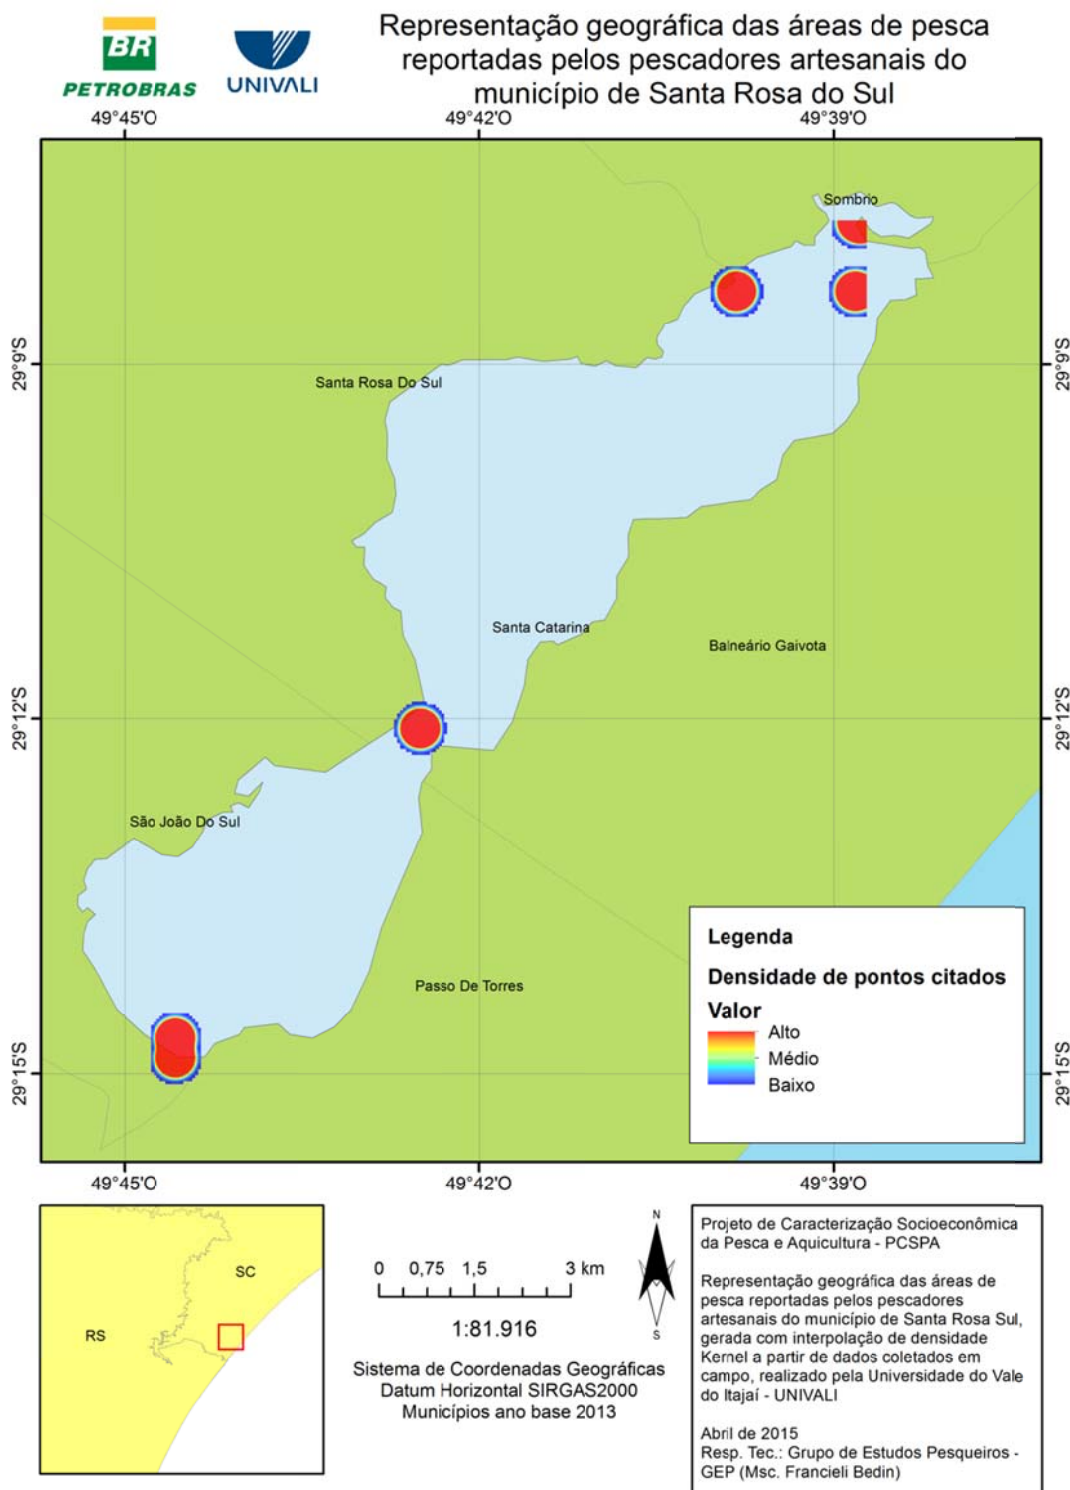 BR
PETROBRAS
UNIVALI
Representação geográfica das áreas de pesca
reportadas pelos pescadores artesanais do
município de Santa Rosa do Sul
49°45'O
49°42'O
49°39'O
Sombrio
29°9'S
29°9'S
Santa Rosa Do Sul
Santa Catarina
Balneário Gaivota
29°12'S
29°12'S
São João Do Sul
Passo De Torres
29°15'S
29°15'S
Legenda
Densidade de pontos citados
Valor
Alto
Médio
Baixo
49°45'O
49°42'O
49°39'O
SC
RS
0 0,75 1,5 3 km
1:81.916
Sistema de Coordenadas Geográficas
Datum Horizontal SIRGAS2000
Municípios ano base 2013
N
S
Projeto de Caracterização Socioeconômica
da Pesca e Aquicultura - PCSPA
Representação geográfica das áreas de
pesca reportadas pelos pescadores
artesanais do município de Santa Rosa Sul,
gerada com interpolação de densidade
Kernel a partir de dados coletados em
campo, realizado pela Universidade do Vale
do Itajaí - UNIVALI
Abril de 2015
Resp. Tec.: Grupo de Estudos Pesqueiros -
GEP (Msc. Francieli Bedin)